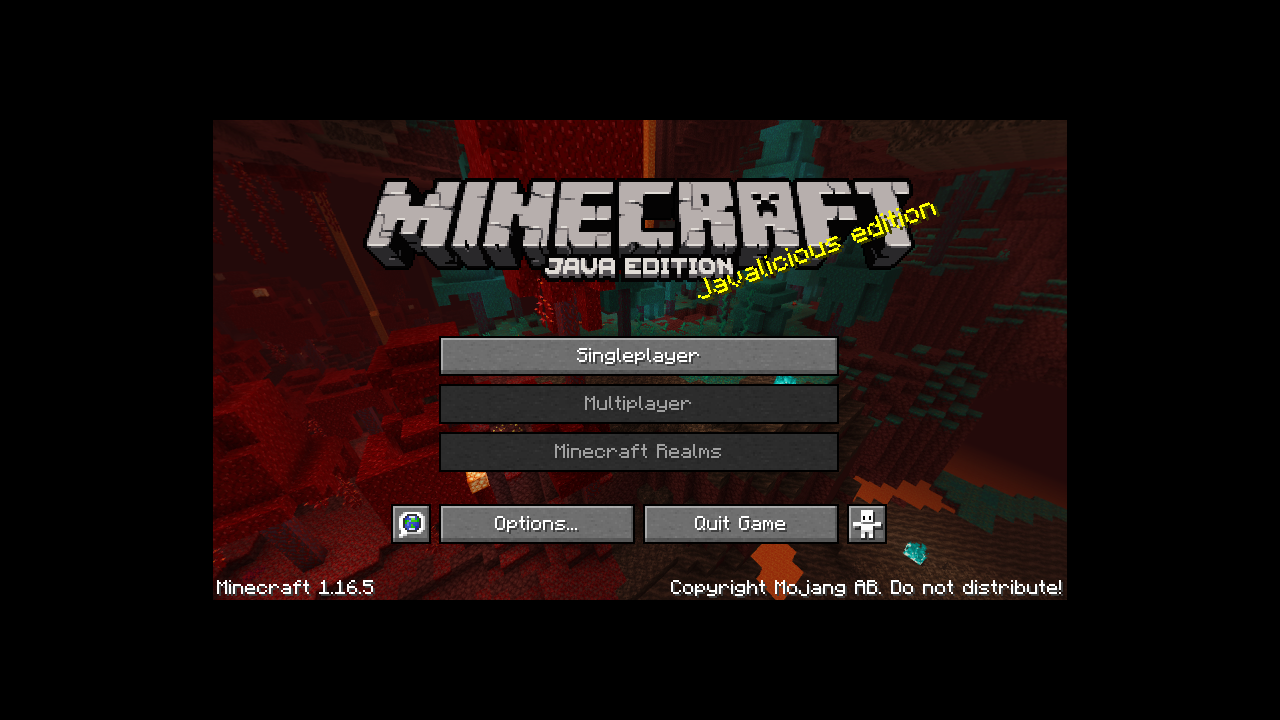 MINECRAFT
JAVA EDITION
Javalicious edition
Singleplayer
Multiplayer
Minecraft Realms
Options...
Quit Game
Minecraft 1.16.5
Copyright Mojang AB. Do not distribute!